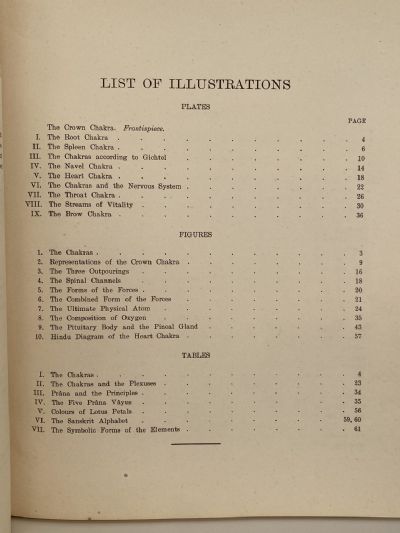 LIST OF ILLUSTRATIONS
PLATES
PAGE
The Crown Chakra. Frontispiece.
I. The Root Chakra . . . . . . . 4
II. The Spleen Chakra . . . . . . . 6
III. The Chakras according to Gichtel . . . . . 10
IV. The Navel Chakra . . . . . . . 14
V. The Heart Chakra . . . . . . . 18
VI. The Chakras and the Nervous System . . . . . 22
VII. The Throat Chakra . . . . . . . 26
VIII. The Streams of Vitality . . . . . . 30
IX. The Brow Chakra . . . . . . . 36
FIGURES
1. The Chakras . . . . . . . . 3
2. Representations of the Crown Chakra . . . . . 9
3. The Three Outpourings . . . . . . 16
4. The Spinal Channels . . . . . . . 18
5. The Forms of the Forces . . . . . . 20
6. The Combined Form of the Forces . . . . . 21
7. The Ultimate Physical Atom . . . . . . 24
8. The Composition of Oxygen . . . . . . 35
9. The Pituitary Body and the Pineal Gland . . . . 43
10. Hindu Diagram of the Heart Chakra . . . . . 57
TABLES
I. The Chakras . . . . . . . . 4
II. The Chakras and the Plexuses . . . . . . 23
III. Prâna and the Principles . . . . . . 34
IV. The Five Prâna Vâyus . . . . . . . 35
V. Colours of Lotus Petals . . . . . . 56
VI. The Sanskrit Alphabet . . . . . . 59, 60
VII. The Symbolic Forms of the Elements . . . . . 61